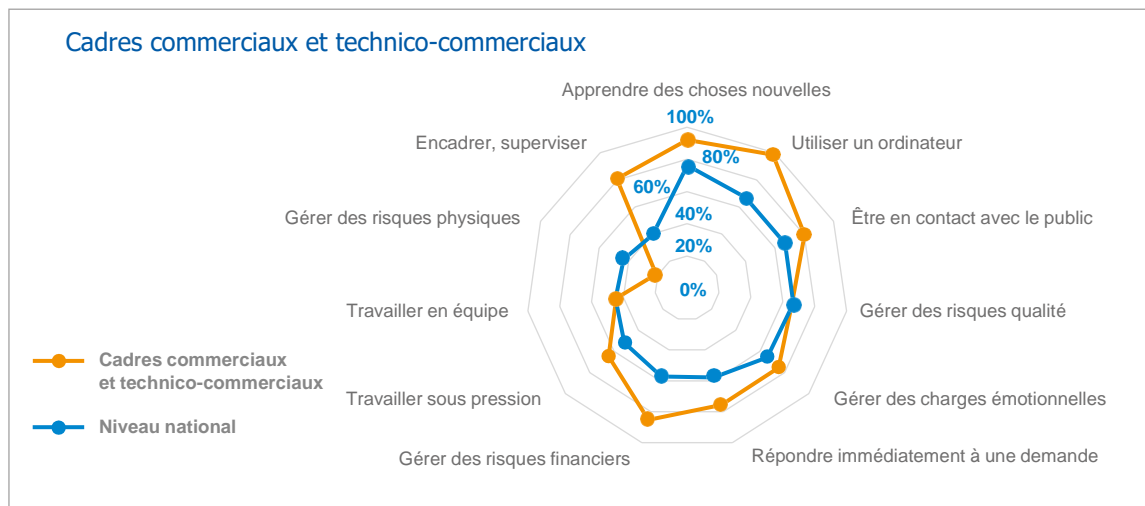 Cadres commerciaux et technico-commerciaux
Apprendre des choses nouvelles
100%
Encadrer, superviser
Utiliser un ordinateur
80%
60%
Gérer des risques physiques
Être en contact avec le public
40%
20%
0%
Travailler en équipe
Gérer des risques qualité
Cadres commerciaux
et technico-commerciaux
Travailler sous pression
Gérer des charges émotionnelles
Niveau national
Gérer des risques financiers
Répondre immédiatement à une demande